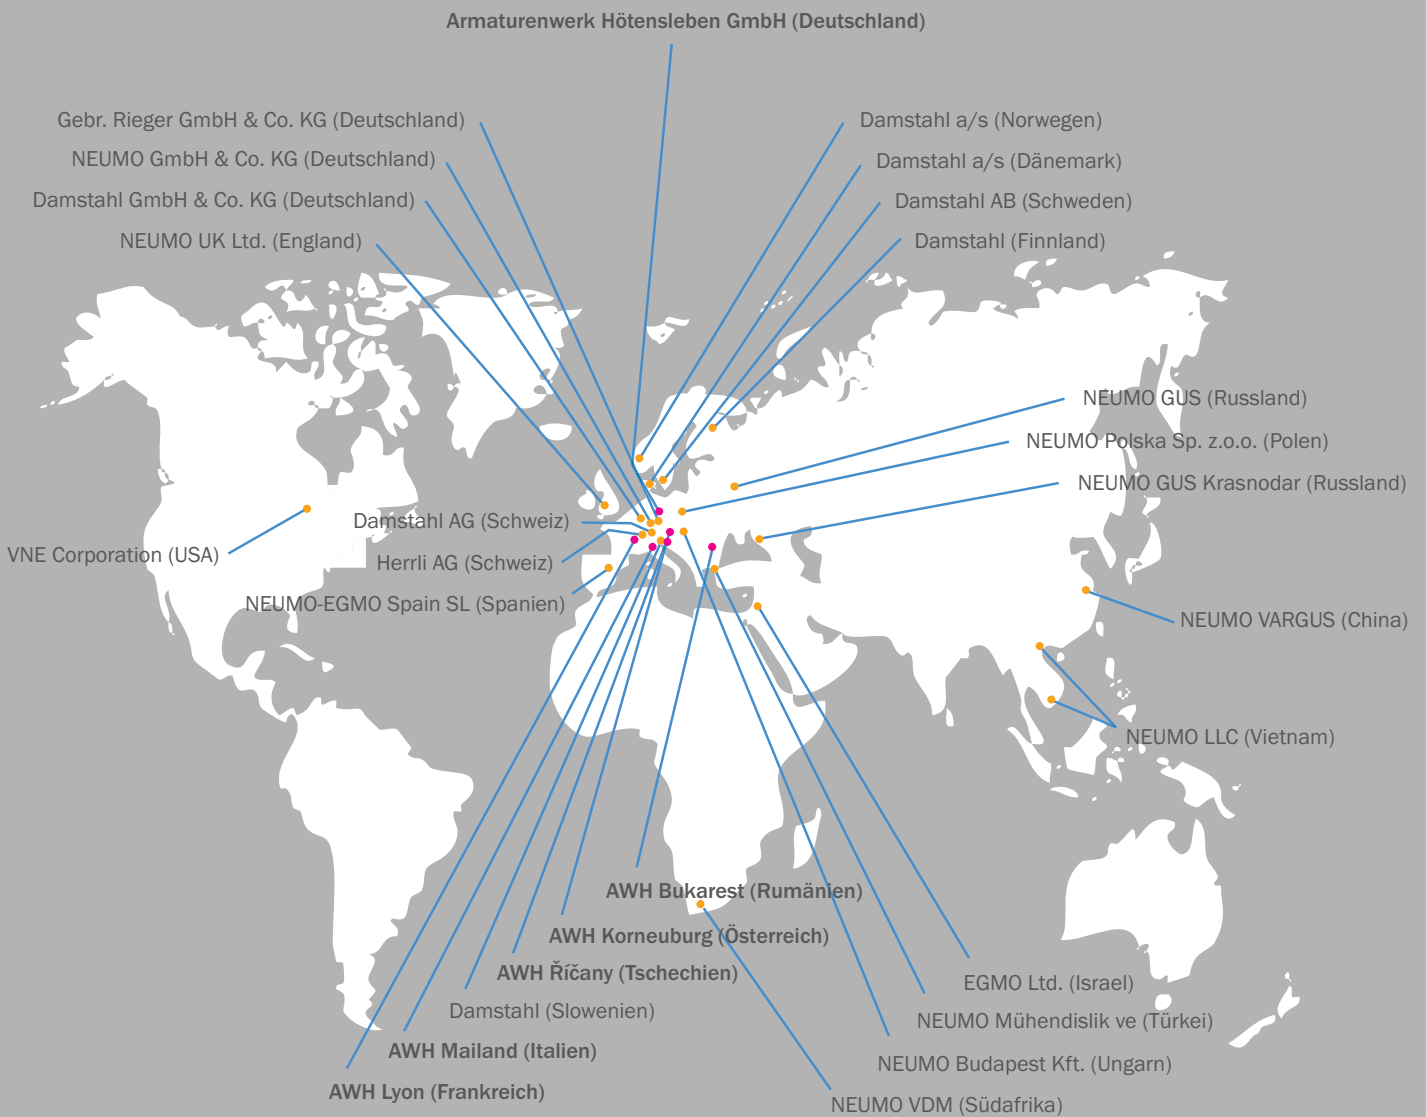 Armaturenwerk Hötensleben GmbH (Deutschland)
Gebr. Rieger GmbH & Co. KG (Deutschland)
NEUMO GmbH & Co. KG (Deutschland)
Damstahl GmbH & Co. KG (Deutschland)
NEUMO UK Ltd. (England)
Damstahl a/s (Norwegen)
Damstahl a/s (Dänemark)
Damstahl AB (Schweden)
Damstahl (Finnland)
NEUMO GUS (Russland)
NEUMO Polska Sp. z.o.o. (Polen)
NEUMO GUS Krasnodar (Russland)
Damstahl AG (Schweiz)
VNE Corporation (USA)
Herrli AG (Schweiz)
NEUMO-EGMO Spain SL (Spanien)
NEUMO VARGUS (China)
NEUMO LLC (Vietnam)
AWH Bukarest (Rumänien)
AWH Korneuburg (Österreich)
AWH Říčany (Tschechien)
Damstahl (Slowenien)
AWH Mailand (Italien)
AWH Lyon (Frankreich)
EGMO Ltd. (Israel)
NEUMO Mühendislik ve (Türkei)
NEUMO Budapest Kft. (Ungarn)
NEUMO VDM (Südafrika)